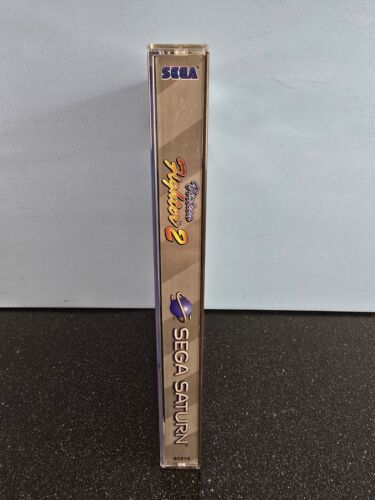 SEGA
Virtua
Fighter 2
SEGA SATURN
81014